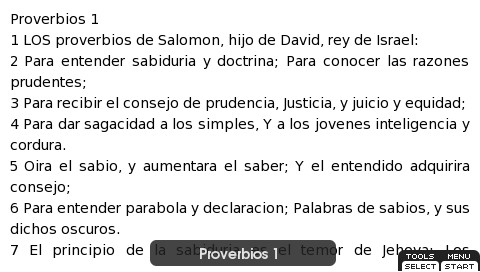 Proverbios 1
1 LOS proverbios de Salomon, hijo de David, rey de Israel:
2 Para entender sabiduria y doctrina; Para conocer las razones
prudentes;
3 Para recibir el consejo de prudencia, Justicia, y juicio y equidad;
4 Para dar sagacidad a los simples, Y a los jovenes inteligencia y
cordura.
5 Oira el sabio, y aumentara el saber; Y el entendido adquirira
consejo;
6 Para entender parabola y declaracion; Palabras de sabios, y sus
dichos oscuros.
7 El principio de la sabiduria es el temor de Jehova; Los
Proverbios 1
TOOLS MENU
SELECT START